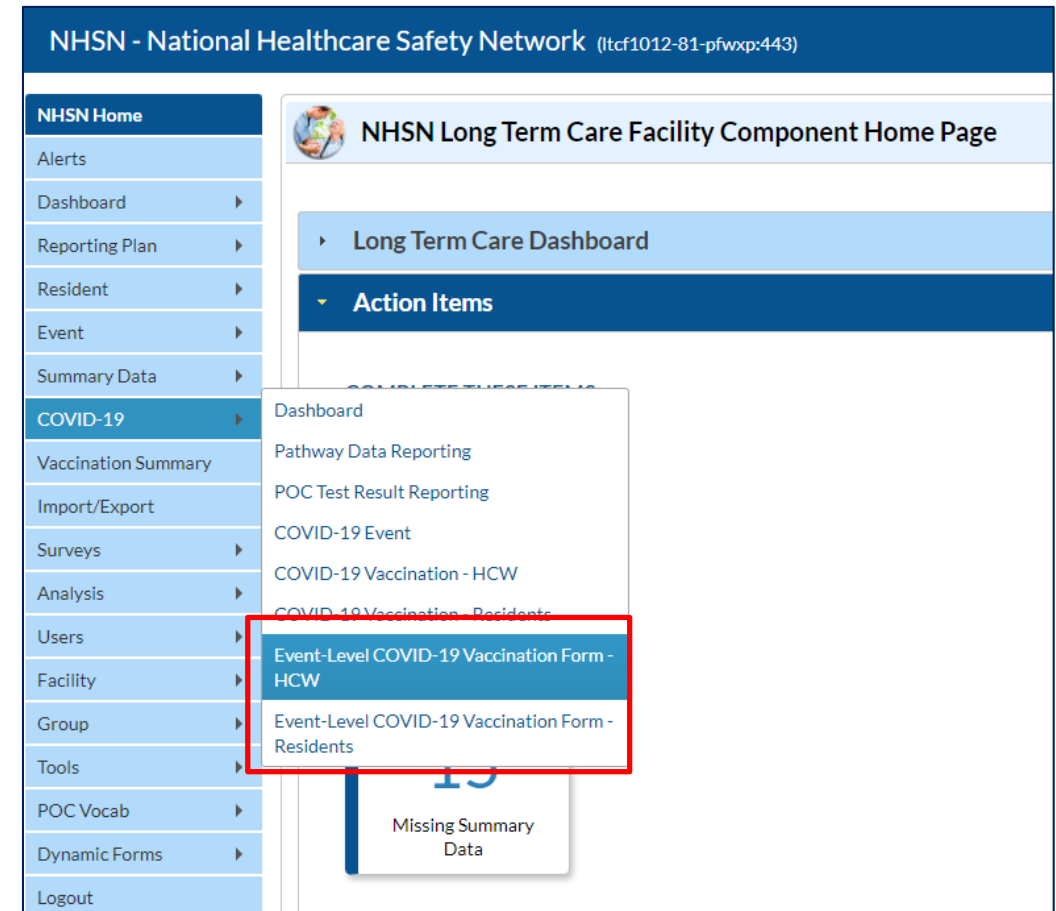 NHSN - National Healthcare Safety Network (ltcf1012-81-pfwxp:443)
NHSN Home
Alerts
Dashboard
Reporting Plan
Resident
Event
Summary Data
COVID-19
Vaccination Summary
Import/Export
Surveys
Analysis
Users
Facility
Group
Tools
POC Vocab
Dynamic Forms
Logout
NHSN Long Term Care Facility Component Home Page
Long Term Care Dashboard
Action Items
COMPLETE THESE ITEMS
Dashboard
Pathway Data Reporting
POC Test Result Reporting
COVID-19 Event
COVID-19 Vaccination - HCW
COVID-19 Vaccination - Residents
Event-Level COVID-19 Vaccination Form -
HCW
Event-Level COVID-19 Vaccination Form -
Residents
Missing Summary
Data